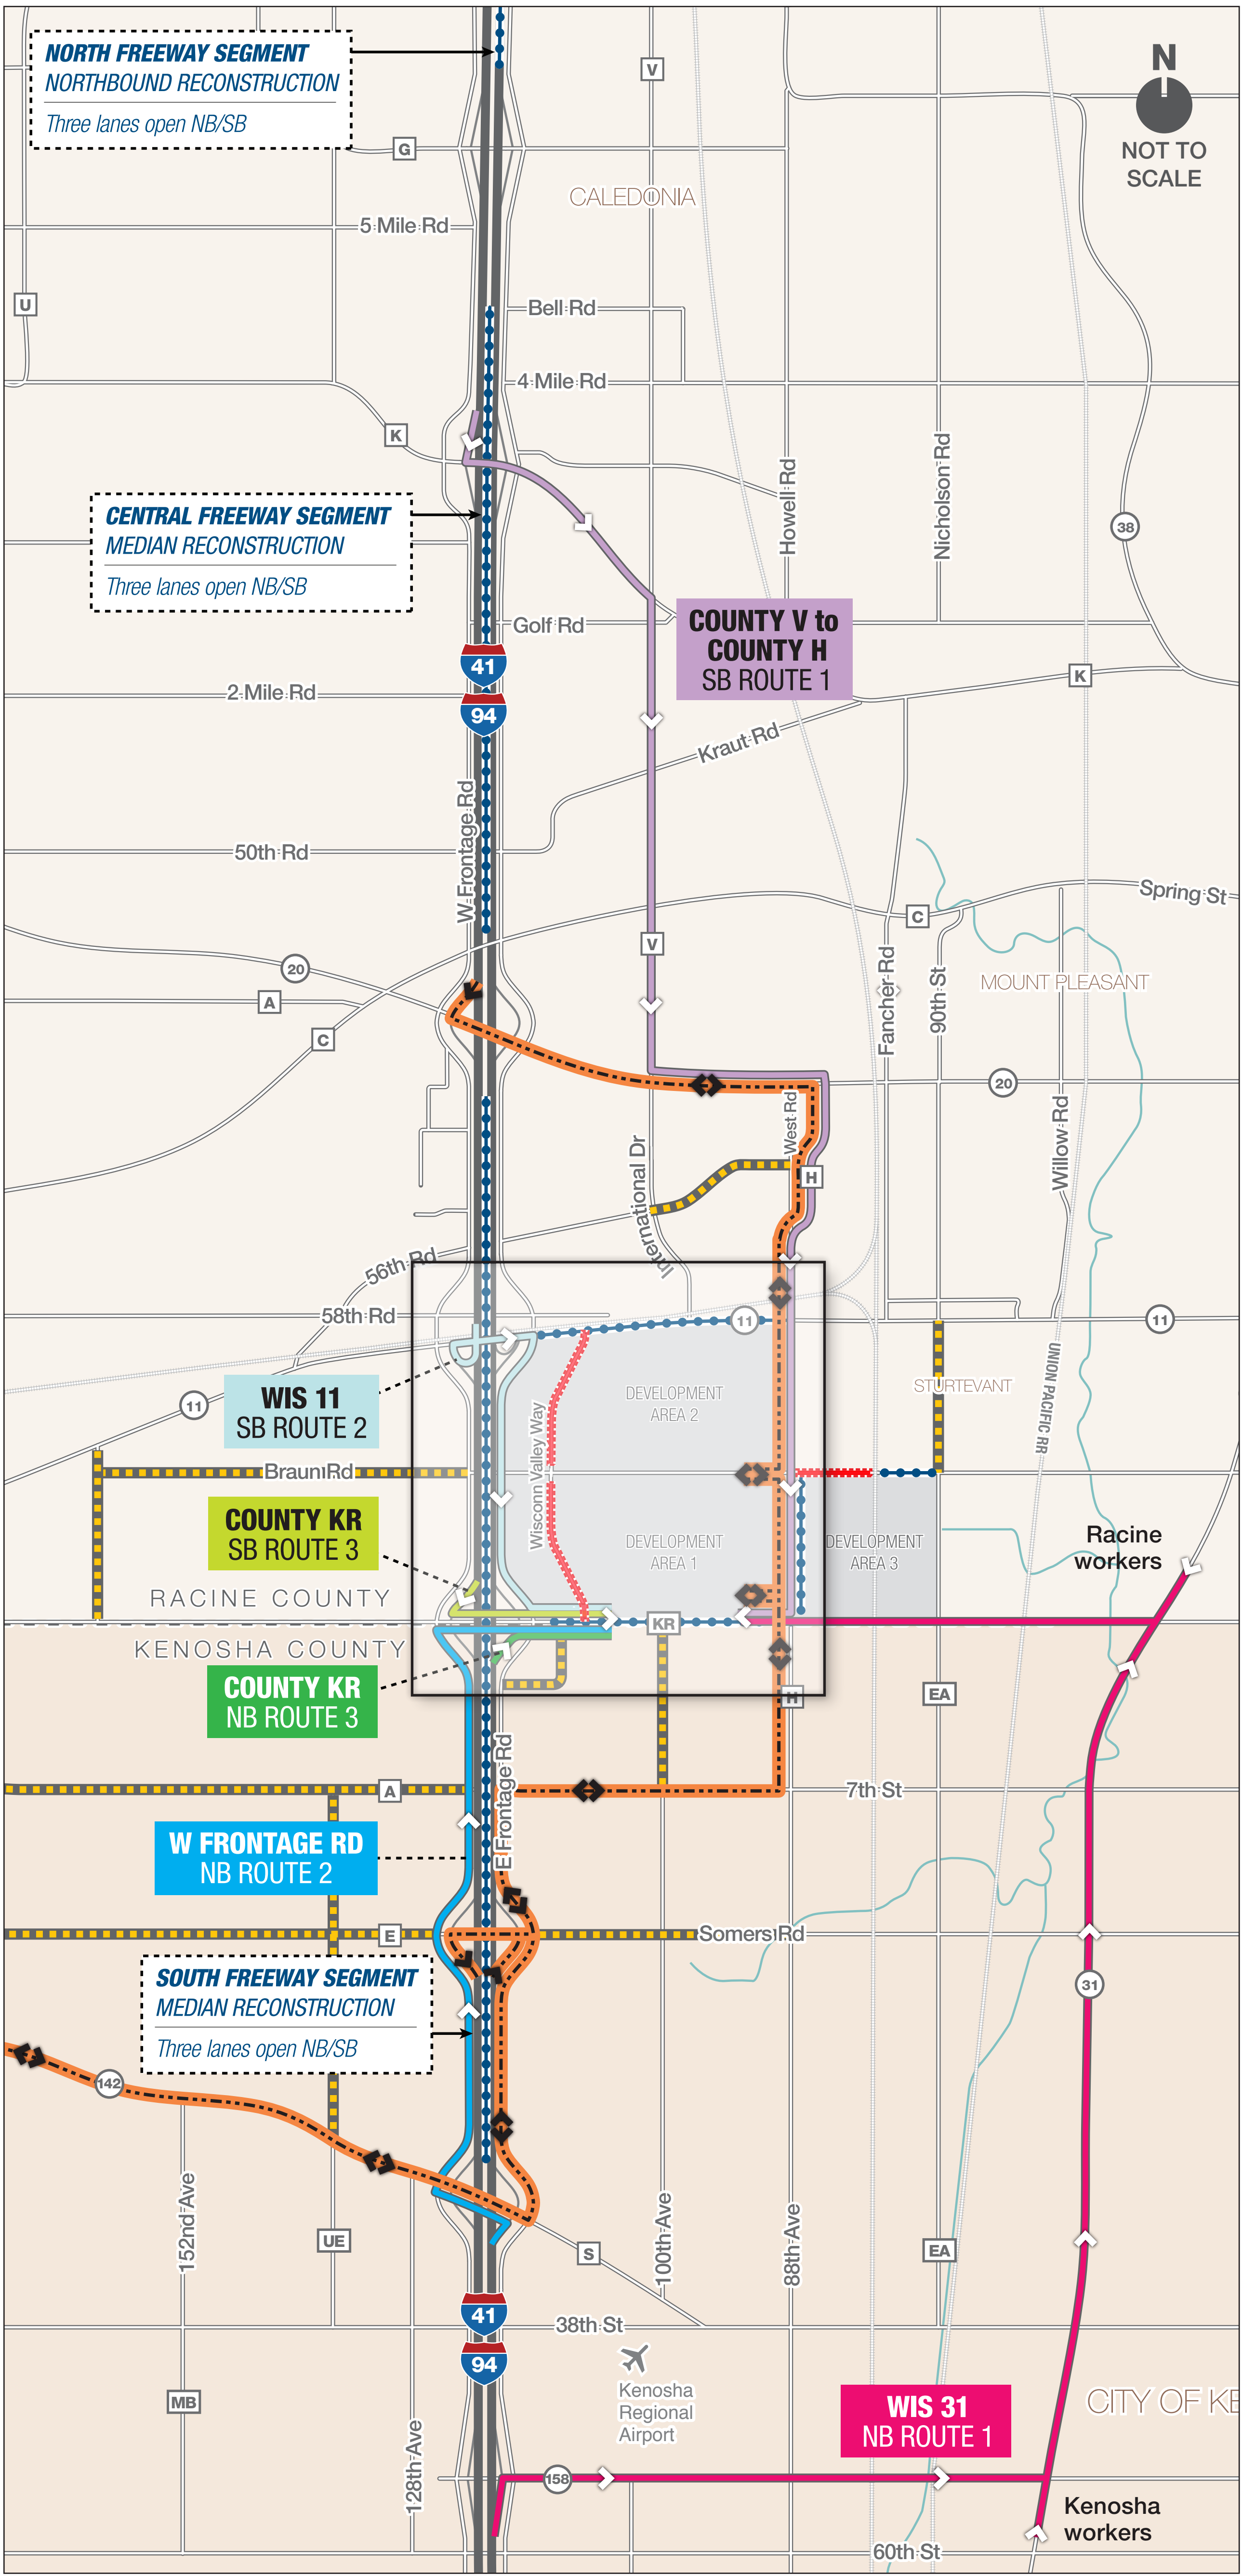 NORTH FREEWAY SEGMENT
NORTHBOUND RECONSTRUCTION
Three lanes open NB/SB
V
N
NOT TO
SCALE
G
CALEDONIA
5 Mile Rd
U
Bell Rd
4 Mile Rd
K
Howell Rd
Nicholson Rd
CENTRAL FREEWAY SEGMENT
MEDIAN RECONSTRUCTION
Three lanes open NB/SB
38
Golf Rd
COUNTY V to
COUNTY H
SB ROUTE 1
41
K
2 Mile Rd
94
Kraut Rd
W Frontage Rd
50th Rd
Spring St
C
V
20
Fancher Rd
90th St
MOUNT PLEASANT
A
C
20
West Rd
Willow Rd
International Dr
H
56th Rd
58th Rd
11
11
UNION PACIFIC RR
WIS 11
SB ROUTE 2
11
DEVELOPMENT
AREA 2
STURTEVANT
Wisconn Valley Way
Braun Rd
COUNTY KR
SB ROUTE 3
DEVELOPMENT
AREA 1
DEVELOPMENT
AREA 3
Racine
workers
RACINE COUNTY
KR
KENOSHA COUNTY
COUNTY KR
NB ROUTE 3
H
EA
E Frontage Rd
A
7th St
W FRONTAGE RD
NB ROUTE 2
E
Somers Rd
SOUTH FREEWAY SEGMENT
MEDIAN RECONSTRUCTION
Three lanes open NB/SB
31
142
152nd Ave
UE
S
100th Ave
88th Ave
EA
41
38th St
94
Kenosha
Regional
Airport
MB
WIS 31
NB ROUTE 1
CITY OF KE
128th Ave
158
Kenosha
workers
60th St